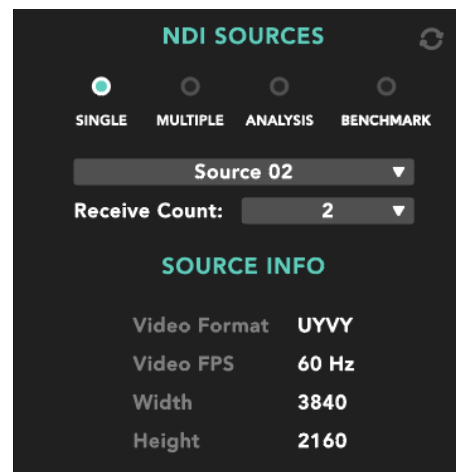 NDI SOURCES
SINGLE MULTIPLE ANALYSIS BENCHMARK
Source 02
Receive Count: 2
SOURCE INFO
Video Format UYVY
Video FPS 60 Hz
Width 3840
Height 2160